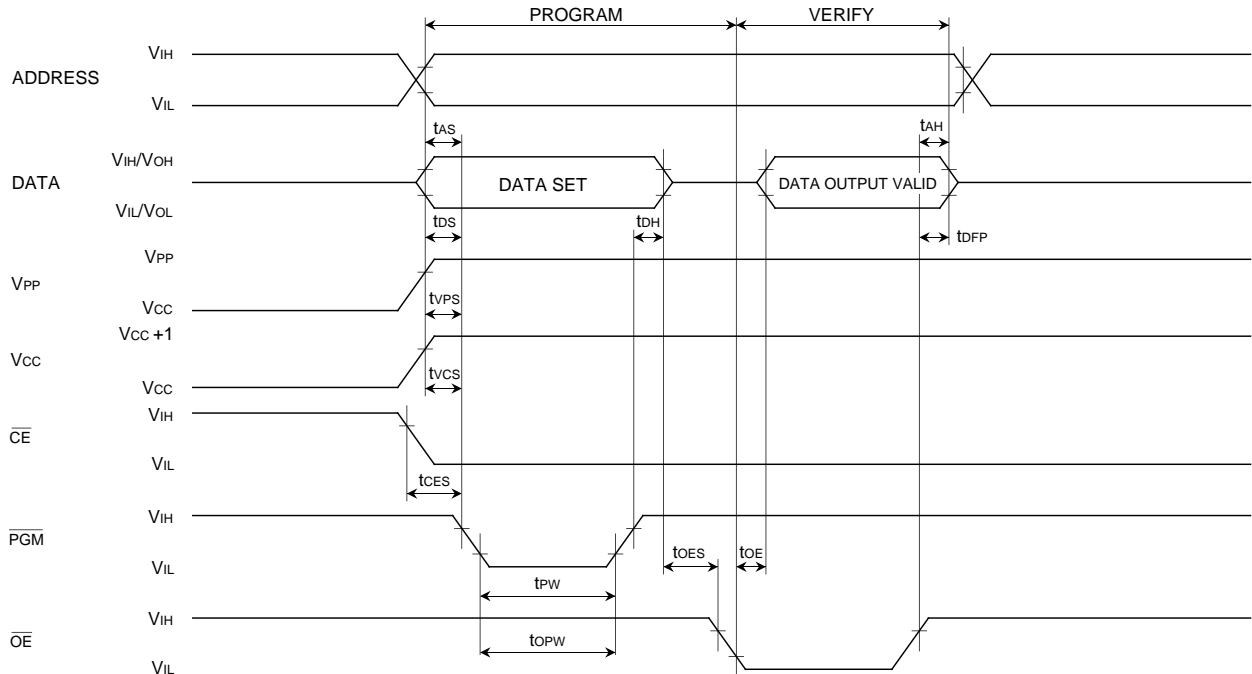 PROGRAM VERIFY
VIH
ADDRESS
VIL
tAS tAH
VIH/VOH
DATA DATA SET DATA OUTPUT VALID
VIL/VOL
tDS tDH tDFP
VPP
VPP
VCC tVPS
VCC +1
VCC
tVCS
VCC
VIH
CE
VIL
tCES
VIH
PGM
VIL
tOES tOE
tPW
VIH
OE
tOPW
VIL